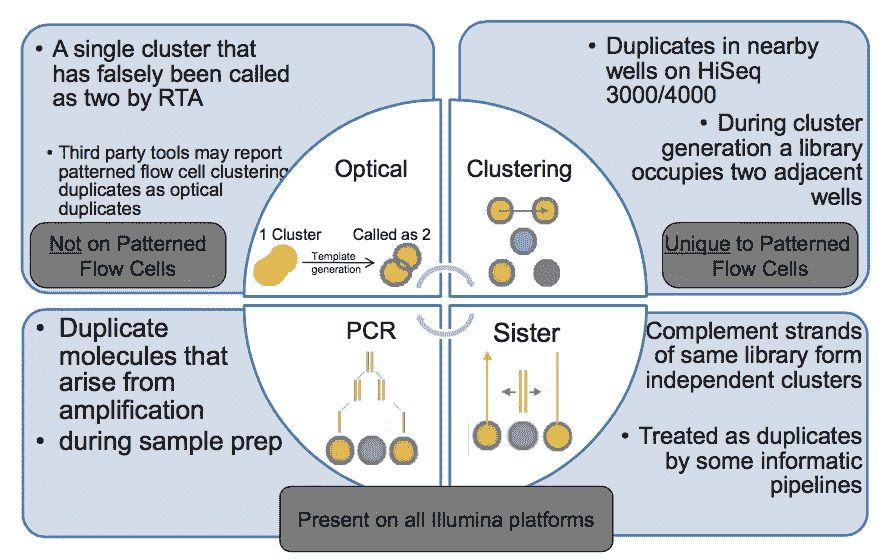 • A single cluster that
has falsely been called
as two by RTA
• Third party tools may report
patterned flow cell clustering
duplicates as optical
duplicates
Not on Patterned
Flow Cells
Optical
1 Cluster
Called as 2
Template
generation
• Duplicates in nearby
wells on HiSeq
3000/4000
• During cluster
generation a library
occupies two adjacent
wells
Unique to Patterned
Flow Cells
Clustering
• Duplicate
molecules that
arise from
amplification
• during sample prep
PCR
Sister
Complement strands
of same library form
independent clusters
• Treated as duplicates
by some informatic
pipelines
Present on all Illumina platforms